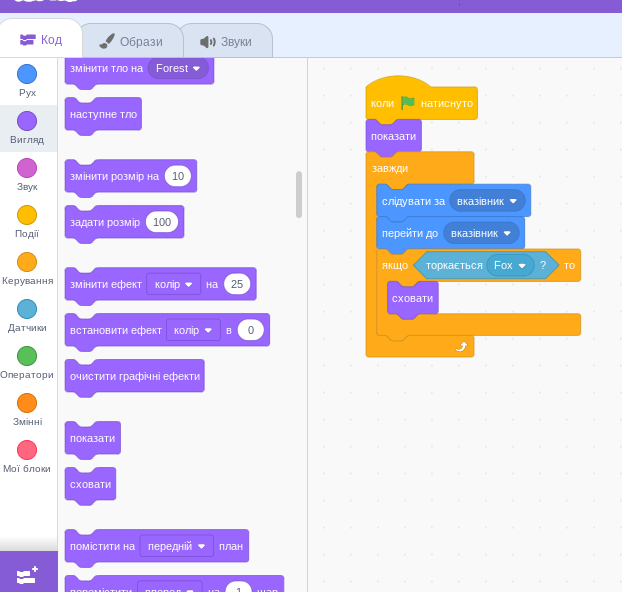 Код
Образи
Звуки
Рух
Вигляд
Звук
Події
Керування
Датчики
Оператори
Змінні
Мої блоки
змінити тло на Forest
наступне тло
змінити розмір на 10
задати розмір 100
змінити ефект колір на 25
встановити ефект колір в 0
очистити графічні ефекти
показати
сховати
помістити на передній план
перемістити вперед на 1 шар
коли натиснуто
показати
завжди
слідувати за вказівник
перейти до вказівник
якщо торкається Fox ? то
сховати